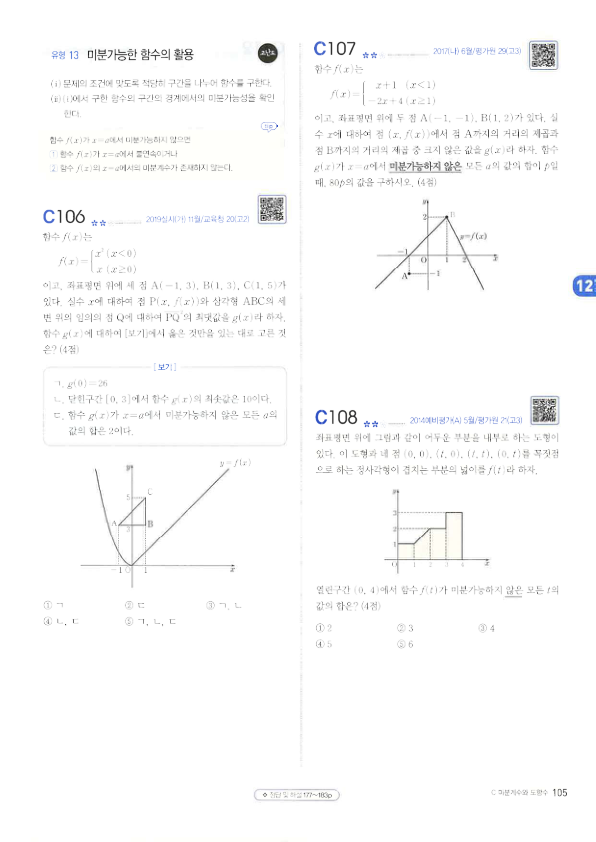 유형 13 미분가능한 함수의 활용
고난도
(ⅰ) 문제의 조건에 맞도록 적당히 구간을 나누어 함수를 구한다.
(ⅱ) (ⅰ)에서 구한 함수의 구간의 경계에서의 미분가능성을 확인
한다.
tip
함수 f(x)가 x=a에서 미분가능하지 않으면
① 함수 f(x)가 x=a에서 불연속이거나
② 함수 f(x)의 x=a에서의 미분계수가 존재하지 않는다.
C106 ★★ 2019실시(가) 11월/교육청 20(고2)
함수 f(x)는
f(x)={x² (x<0)
x (x≥0)
이고, 좌표평면 위에 세 점 A(-1, 3), B(1, 3), C(1, 5)가
있다. 실수 x에 대하여 점 P(x, f(x))와 삼각형 ABC의 세
변 위의 임의의 점 Q에 대하여 PQ²의 최댓값을 g(x)라 하자.
함수 g(x)에 대하여 [보기]에서 옳은 것만을 있는 대로 고른 것
은? (4점)
[보기]
ㄱ. g(0)=26
ㄴ. 닫힌구간 [0, 3]에서 함수 g(x)의 최솟값은 10이다.
ㄷ. 함수 g(x)가 x=a에서 미분가능하지 않은 모든 a의
값의 합은 2이다.
y y=f(x)
5 C
A 3 B
-1 O 1 x
① ㄱ ② ㄷ ③ ㄱ, ㄴ
④ ㄴ, ㄷ ⑤ ㄱ, ㄴ, ㄷ
C107 ★★ 2017(나) 6월/평가원 29(고3)
함수 f(x)는
f(x)={x+1 (x<1)
-2x+4 (x≥1)
이고, 좌표평면 위에 두 점 A(-1, -1), B(1, 2)가 있다. 실
수 x에 대하여 점 (x, f(x))에서 점 A까지의 거리의 제곱과
점 B까지의 거리의 제곱 중 크지 않은 값을 g(x)라 하자. 함수
g(x)가 x=a에서 미분가능하지 않은 모든 a의 값의 합이 p일
때, 80p의 값을 구하시오. (4점)
y
2 B
y=f(x)
-1 O 1 2 x
A -1
12
C108 ★★ 2014예비평가(A) 5월/평가원 21(고3)
좌표평면 위에 그림과 같이 어두운 부분을 내부로 하는 도형이
있다. 이 도형과 네 점 (0, 0), (t, 0), (t, t), (0, t)를 꼭짓점
으로 하는 정사각형이 겹치는 부분의 넓이를 f(t)라 하자.
y
3
2
1
O 1 2 3 4 x
열린구간 (0, 4)에서 함수 f(t)가 미분가능하지 않은 모든 t의
값의 합은? (4점)
① 2 ② 3 ③ 4
④ 5 ⑤ 6
정답 및 해설 177~183p
C 미분계수와 도함수 105